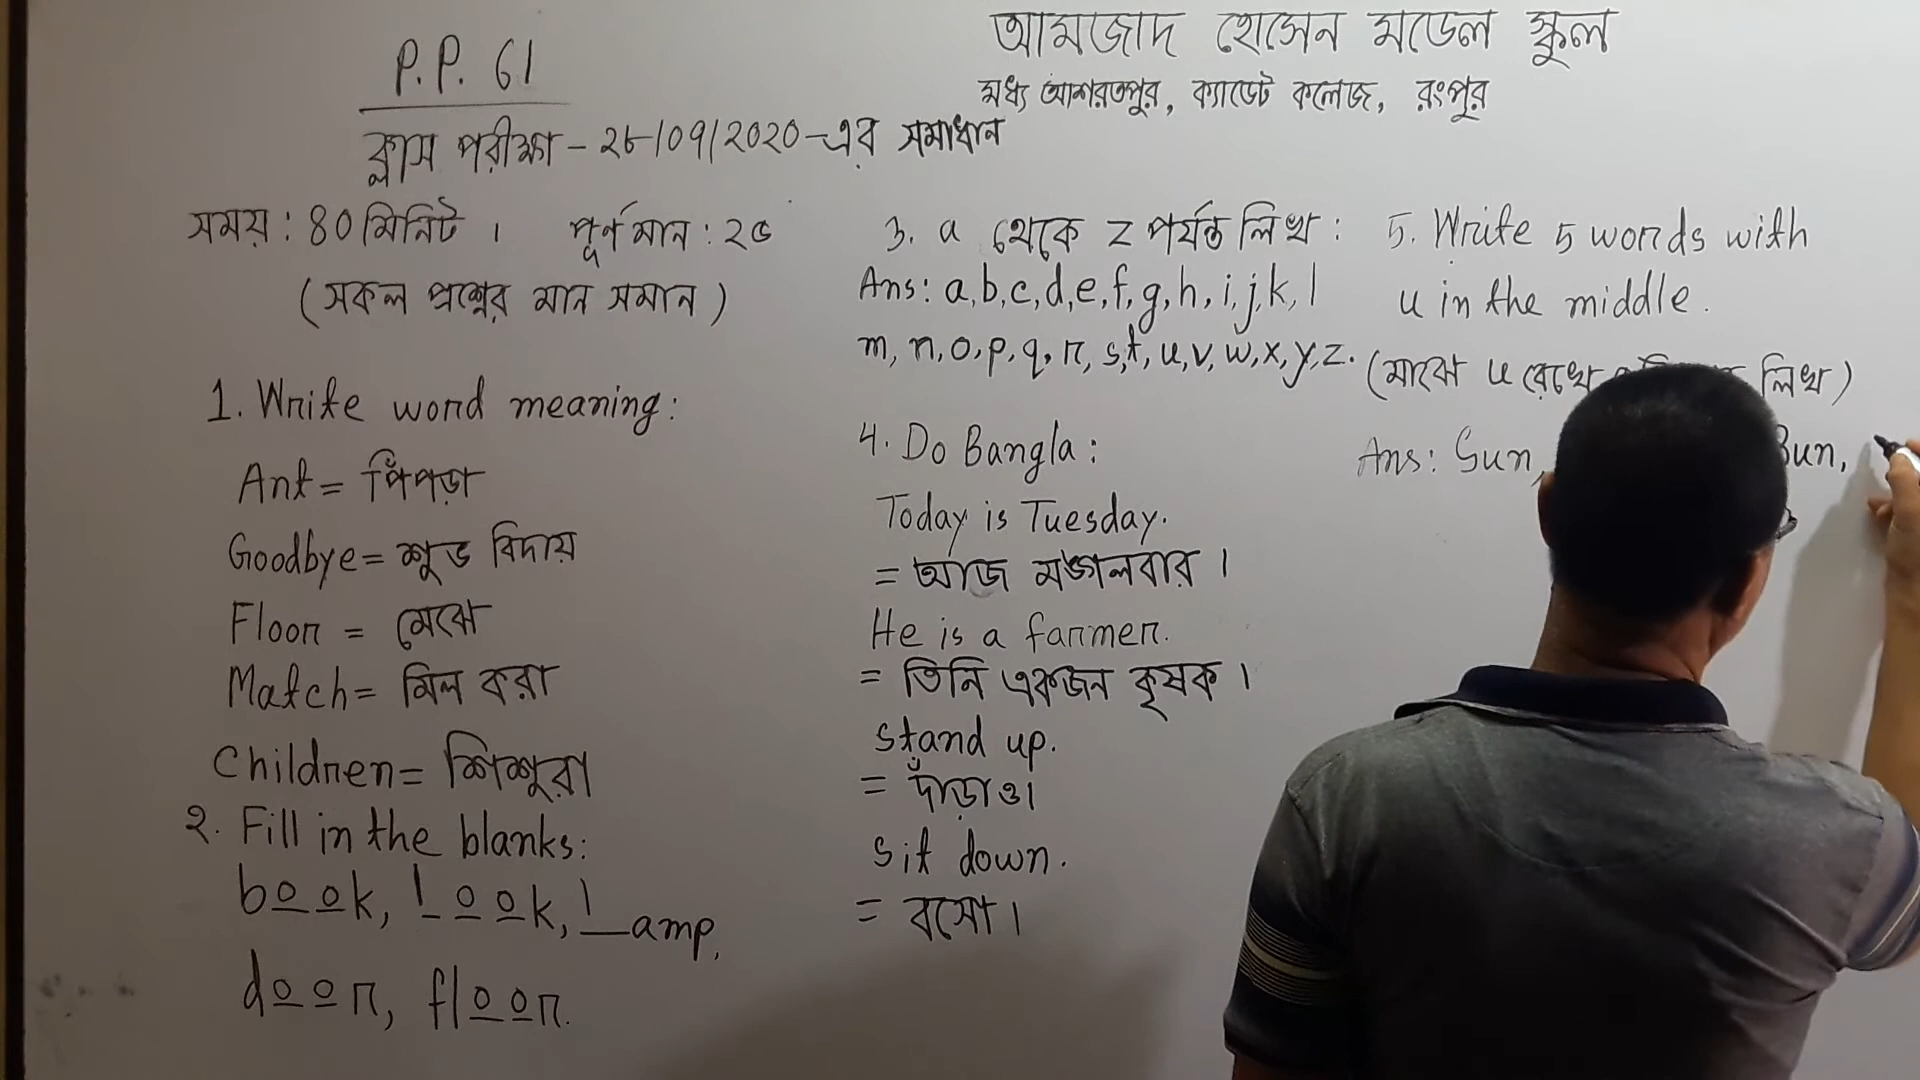 P.P. 61
আমজাদ হোসেন মডেল স্কুল
মধ্য আশরতপুর, ক্যাডেট কলেজ, রংপুর
ক্লাস পরীক্ষা - ২৮/০৭/২০২০-এর সমাধান
সময় : ৪০ মিনিট । পূর্ণমান : ২৫
(সকল প্রশ্নের মান সমান)
1. Write word meaning:
Ant = পিঁপড়া
Goodbye = শুভ বিদায়
Floor = মেঝে
Match = মিল করা
Children = শিশুরা
২. Fill in the blanks:
book, look, lamp,
door, floor.
3. a থেকে z পর্যন্ত লিখ :
Ans: a, b, c, d, e, f, g, h, i, j, k, l
m, n, o, p, q, r, s, t, u, v, w, x, y, z.
4. Do Bangla:
Today is Tuesday.
= আজ মঙ্গলবার ।
He is a farmer.
= তিনি একজন কৃষক ।
stand up.
= দাঁড়াও।
sit down.
= বসো ।
5. Write 5 words with
u in the middle.
(মাঝে u রেখে লিখ)
Ans: Sun, Bun,